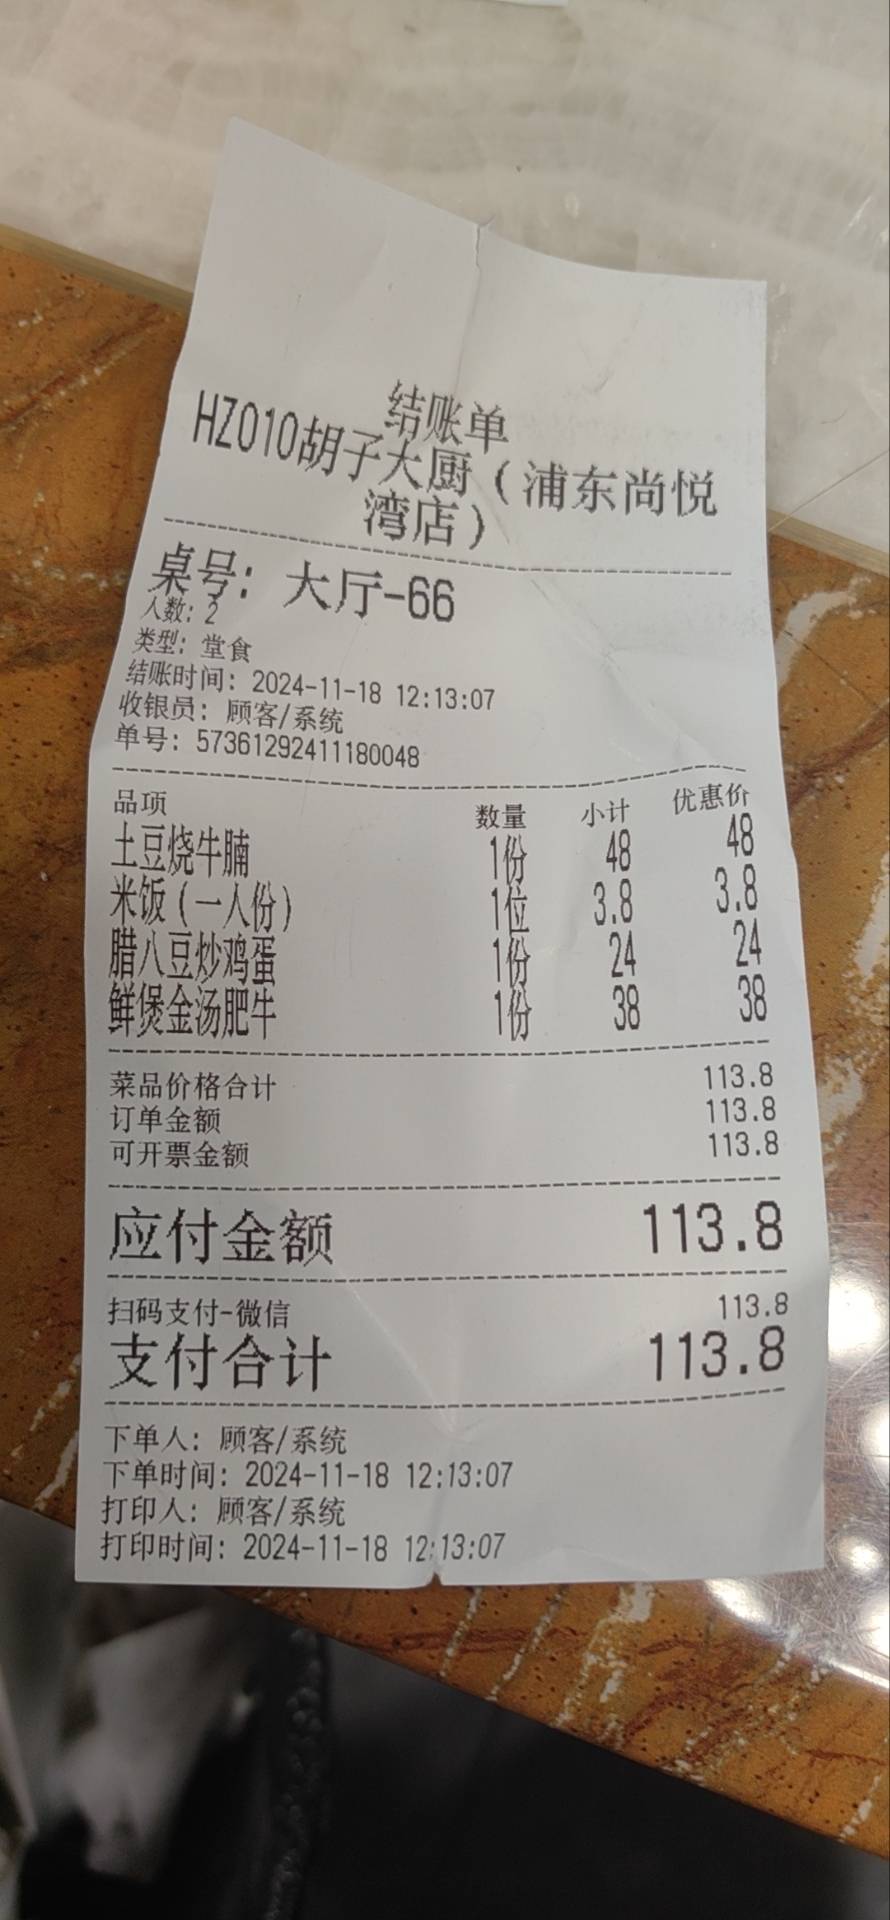 结账单
HZ010胡子大厨(浦东尚悦
湾店)
桌号: 大厅-66
人数: 2
类型: 堂食
结账时间: 2024-11-18 12:13:07
收银员: 顾客/系统
单号: 57361292411180048
品项 数量 小计 优惠价
土豆烧牛腩 1份 48 48
米饭(一人份) 1位 3.8 3.8
腊八豆炒鸡蛋 1份 24 24
鲜煲金汤肥牛 1份 38 38
菜品价格合计 113.8
订单金额 113.8
可开票金额 113.8
应付金额 113.8
扫码支付-微信 113.8
支付合计 113.8
下单人: 顾客/系统
下单时间: 2024-11-18 12:13:07
打印人: 顾客/系统
打印时间: 2024-11-18 12:13:07